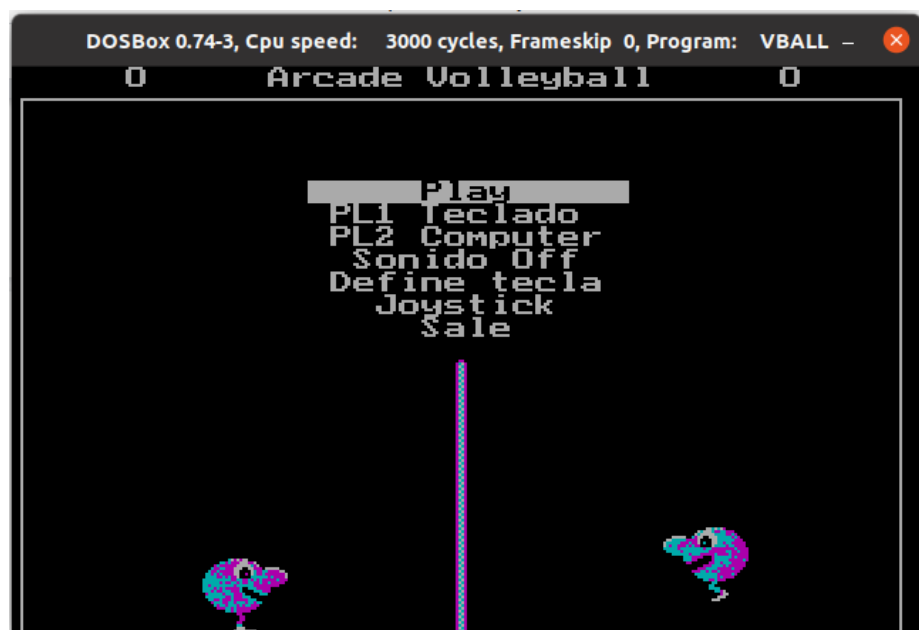 DOSBox 0.74-3, Cpu speed: 3000 cycles, Frameskip 0, Program: VBALL
0 Arcade Volleyball 0
Play
PL1 Teclado
PL2 Computer
Sonido Off
Define tecla
Joystick
Sale